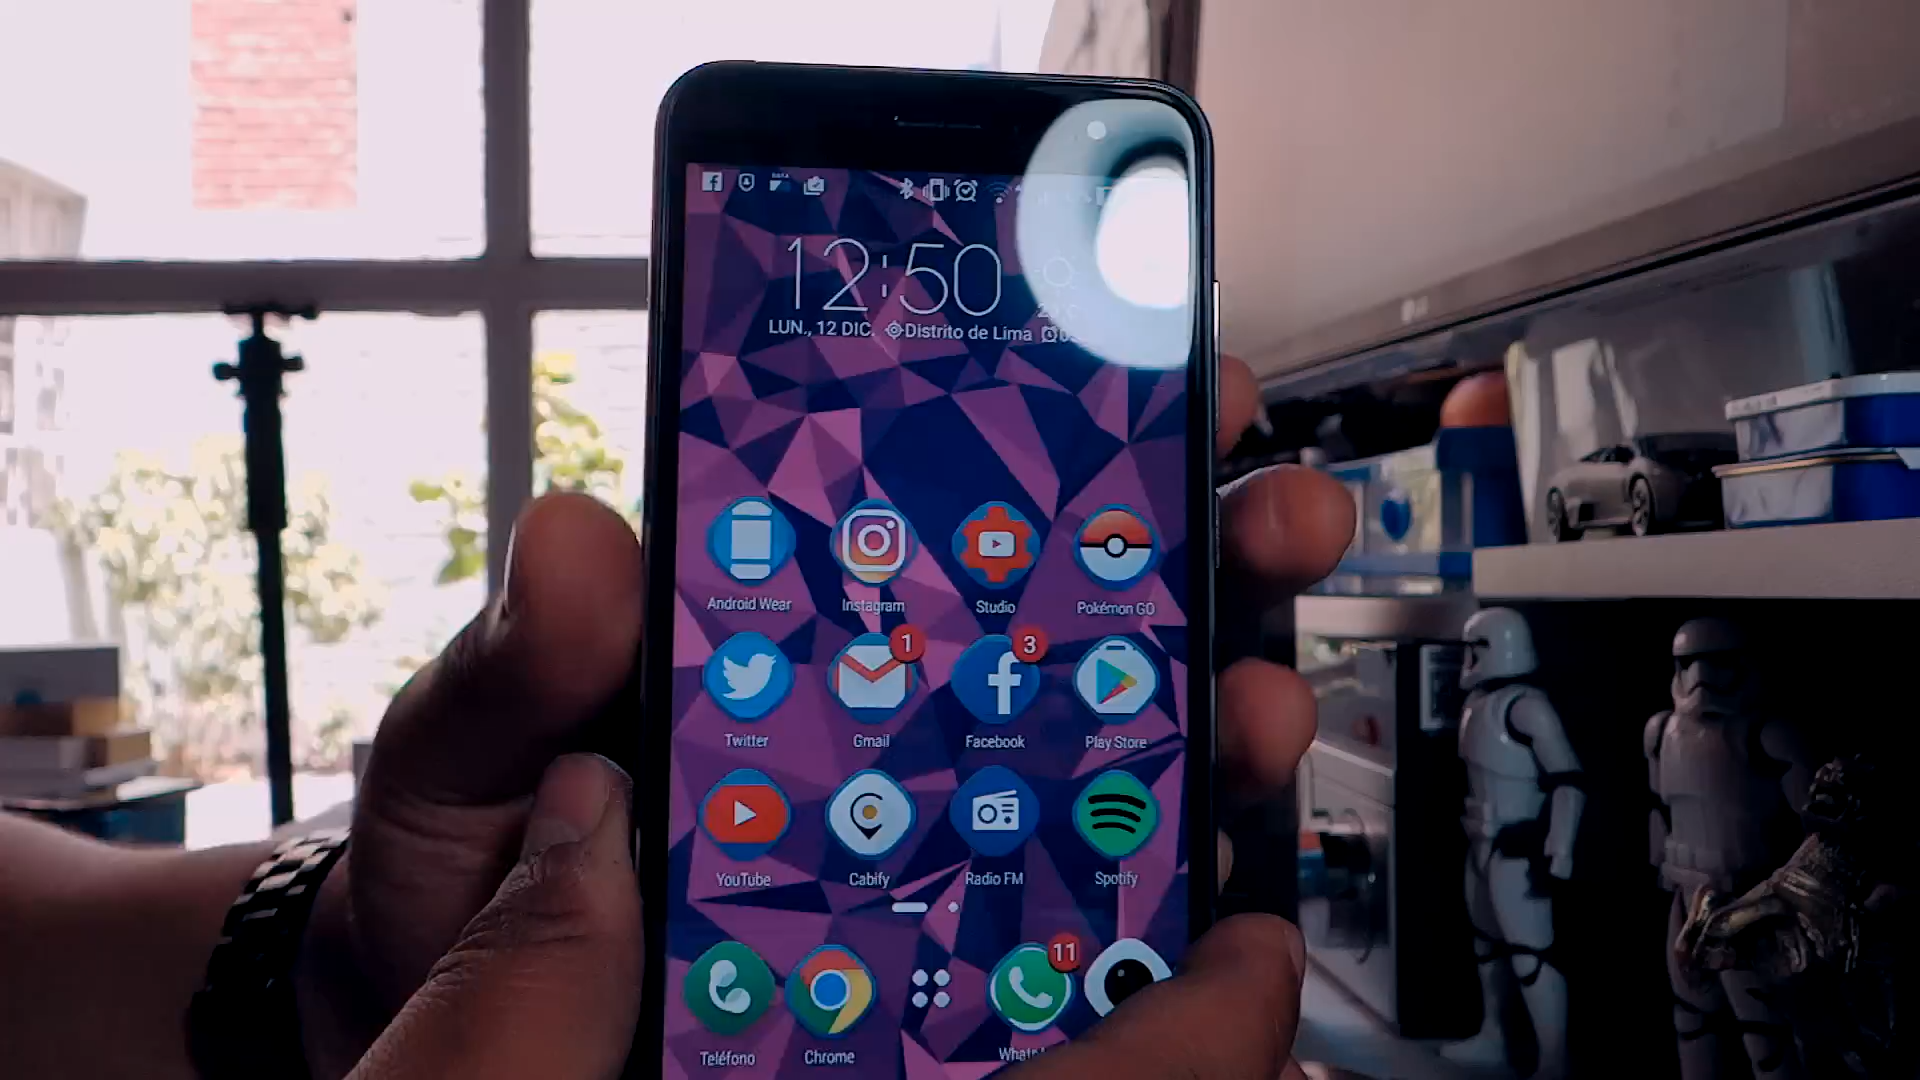 12:50
LUN., 12 DIC. Distrito de Lima
Android Wear Instagram Studio Pokémon GO
1 3
Twitter Gmail Facebook Play Store
YouTube Cabify Radio FM Spotify
11
Teléfono Chrome